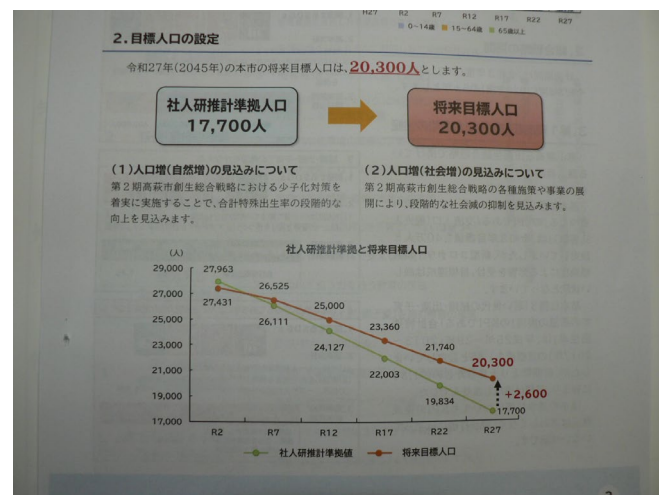 R27 R2 R7 R12 R17 R22 R27
0~14歳 15~64歳 65歳以上
2.目標人口の設定
令和27年(2045年)の本市の将来目標人口は、20,300人とします。
社人研推計準拠人口
17,700人
将来目標人口
20,300人
(1)人口増(自然増)の見込みについて
第2期高萩市創生総合戦略における少子化対策を
着実に実施することで、合計特殊出生率の段階的な
向上を見込みます。
(2)人口増(社会増)の見込みについて
第2期高萩市創生総合戦略の各種施策や事業の展
開により、段階的な社会減の抑制を見込みます。
社人研推計準拠と将来目標人口
(人)
29,000
27,000
25,000
23,000
21,000
19,000
17,000
27,963
27,431
26,525
26,111
25,000
24,127
23,360
22,003
21,740
19,834
20,300
+2,600
17,700
R2 R7 R12 R17 R22 R27
社人研推計準拠値 将来目標人口